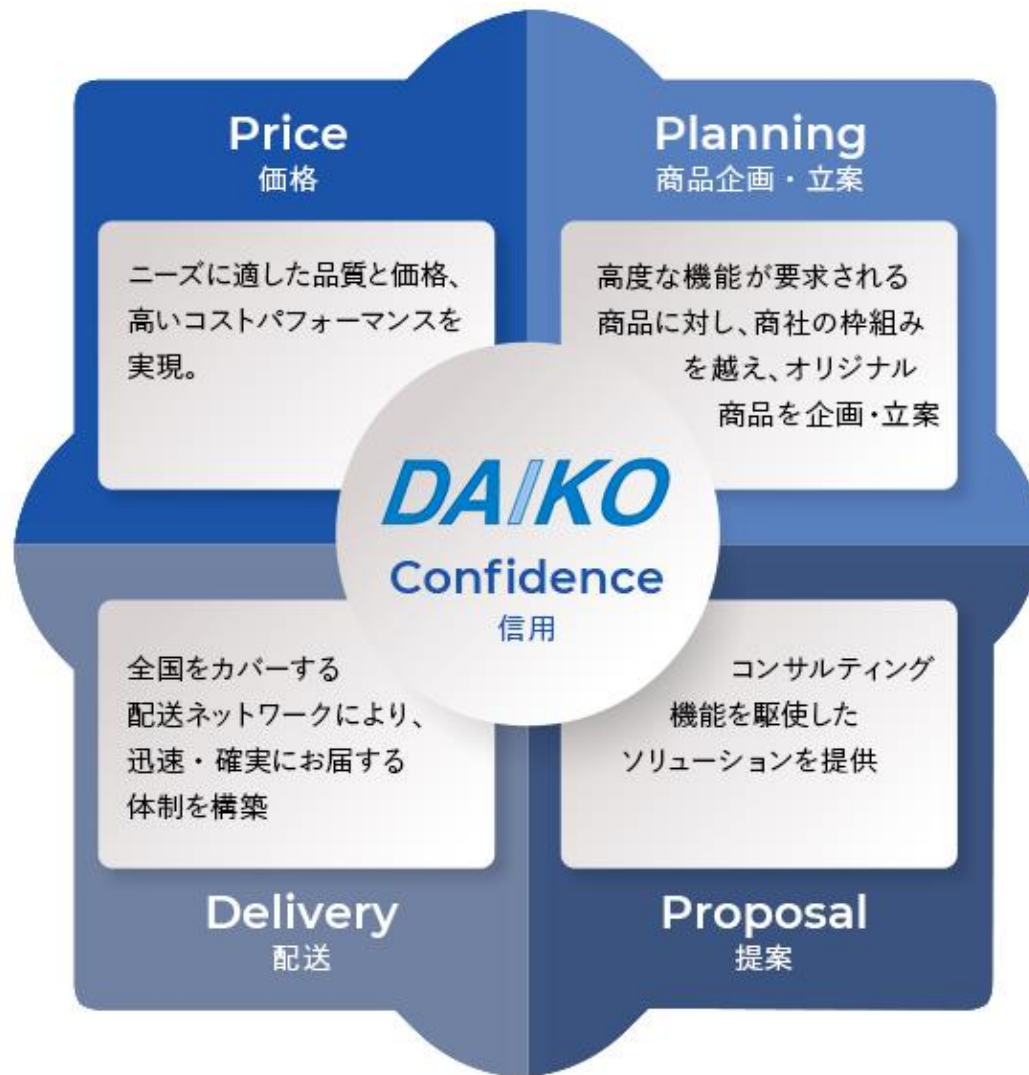 Price
価格
ニーズに適した品質と価格、
高いコストパフォーマンスを
実現。
Planning
商品企画・立案
高度な機能が要求される
商品に対し、商社の枠組み
を越え、オリジナル
商品を企画・立案
DAIKO
Confidence
信用
全国をカバーする
配送ネットワークにより、
迅速・確実にお届する
体制を構築
Delivery
配送
コンサルティング
機能を駆使した
ソリューションを提供
Proposal
提案